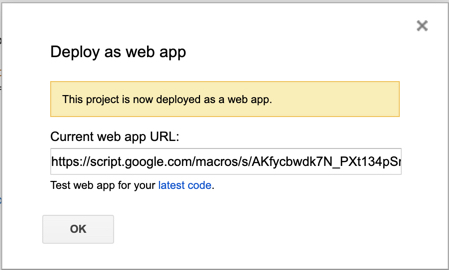 Deploy as web app
This project is now deployed as a web app.
Current web app URL:
https://script.google.com/macros/s/AKfycbwdk7N_PXt134pSr
Test web app for your latest code.
OK